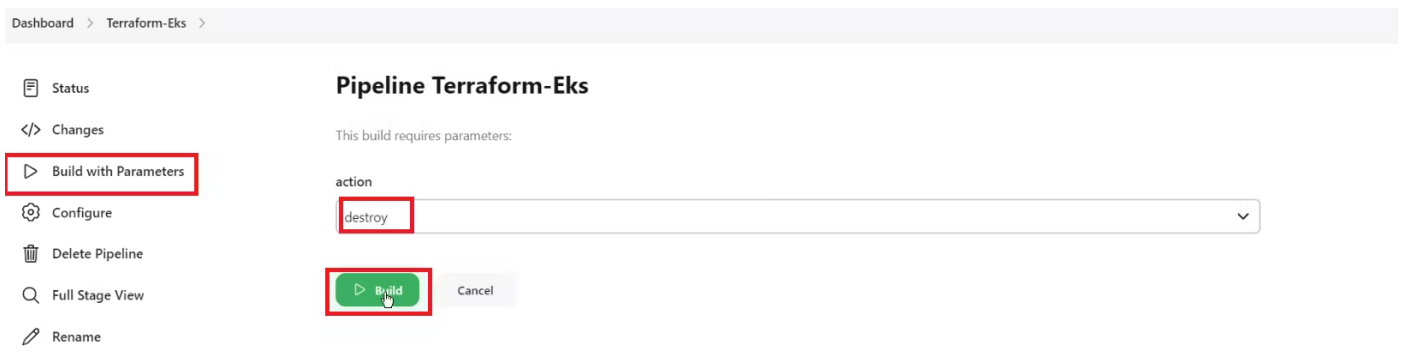 Dashboard > Terraform-Eks >
Status
Changes
Build with Parameters
Configure
Delete Pipeline
Full Stage View
Rename
Pipeline Terraform-Eks
This build requires parameters:
action
destroy
Build
Cancel